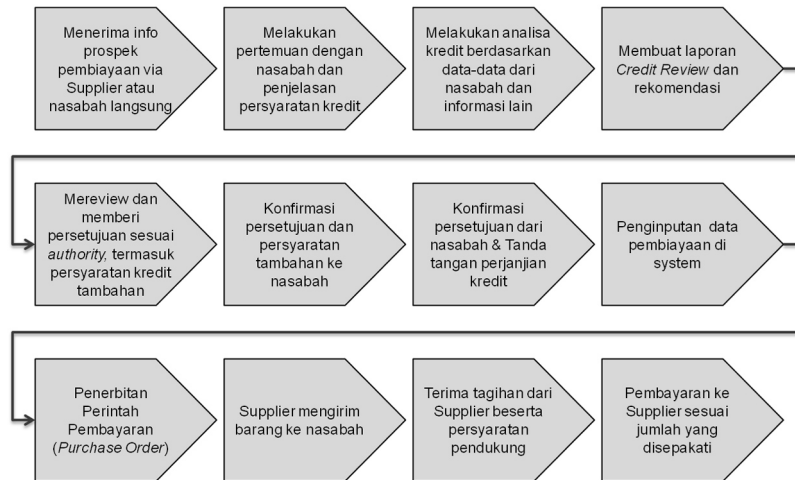 Menerima info
prospek
pembiayaan via
Supplier atau
nasabah langsung
Melakukan
pertemuan dengan
nasabah dan
penjelasan
persyaratan kredit
Melakukan analisa
kredit berdasarkan
data-data dari
nasabah dan
informasi lain
Membuat laporan
Credit Review dan
rekomendasi
Mereview dan
memberi
persetujuan sesuai
authority, termasuk
persyaratan kredit
tambahan
Konfirmasi
persetujuan dan
persyaratan
tambahan ke
nasabah
Konfirmasi
persetujuan dari
nasabah & Tanda
tangan perjanjian
kredit
Penginputan data
pembiayaan di
system
Penerbitan
Perintah
Pembayaran
(Purchase Order)
Supplier mengirim
barang ke nasabah
Terima tagihan dari
Supplier beserta
persyaratan
pendukung
Pembayaran ke
Supplier sesuai
jumlah yang
disepakati